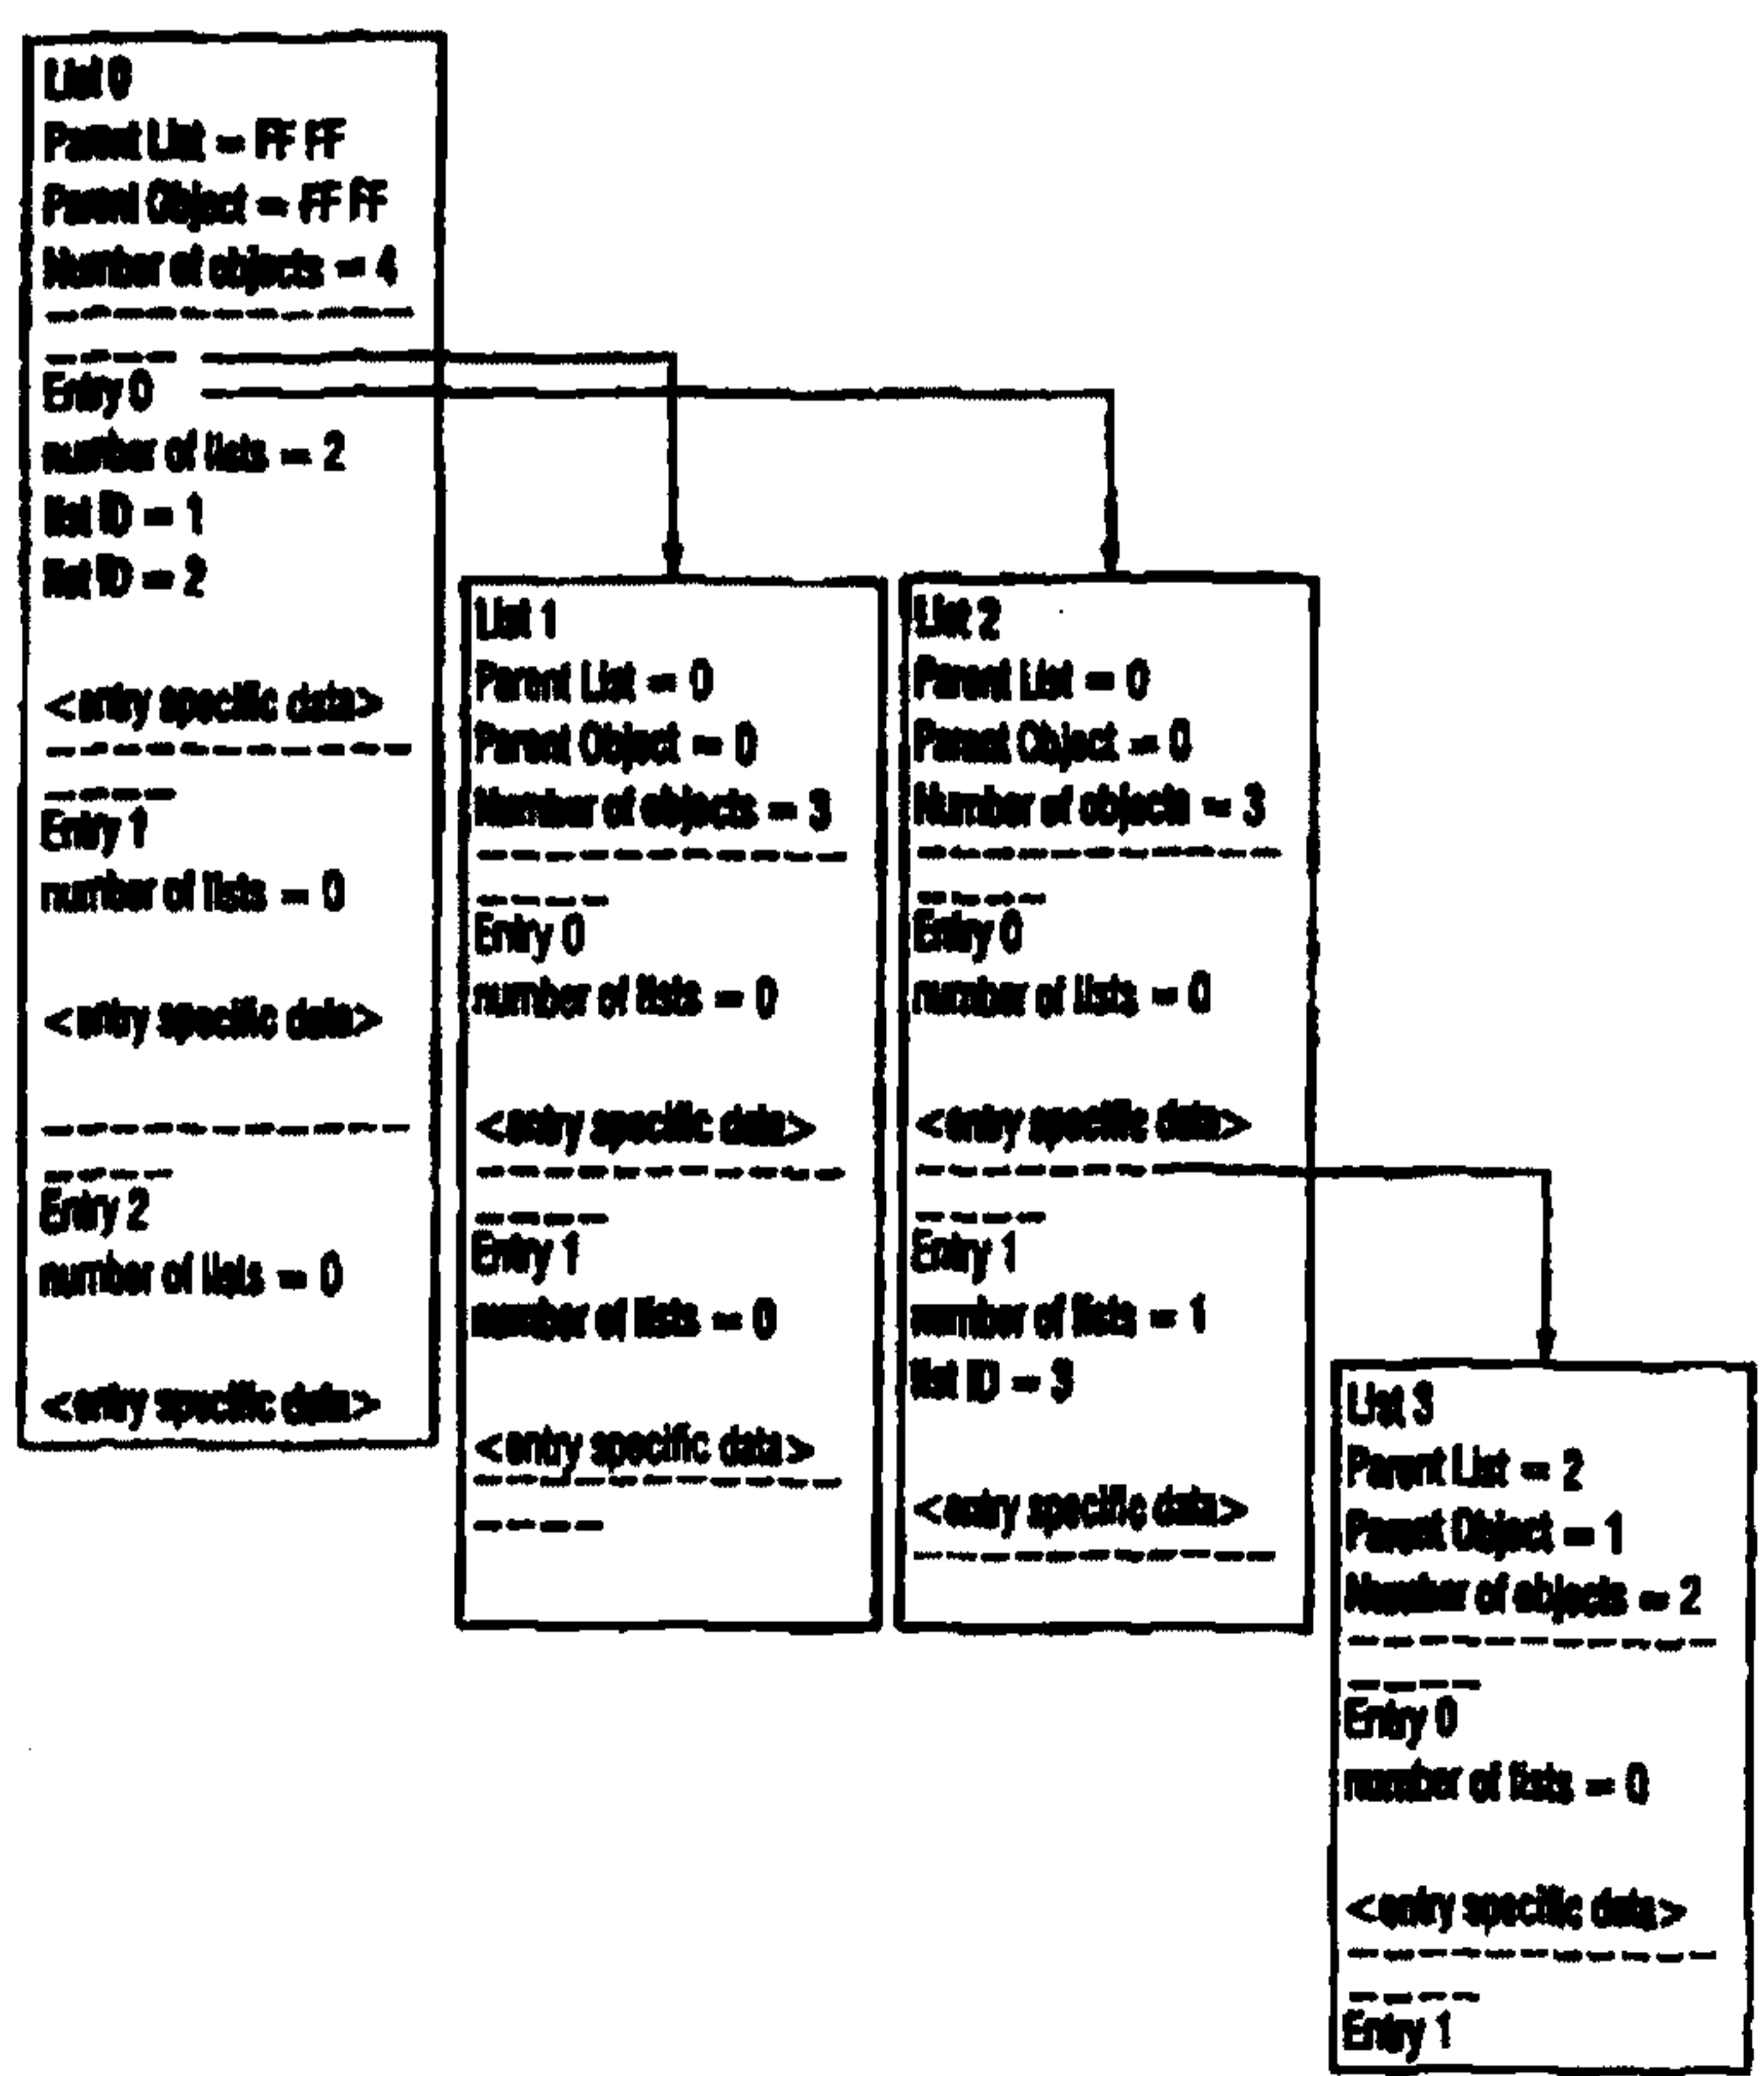 List 0
Parent List = FF FF
Parent Object = FF FF
Number of objects = 4
Entry 0
number of lists = 2
list ID = 1
list ID = 2
<entry specific data>
Entry 1
number of lists = 0
<entry specific data>
Entry 2
number of lists = 0
<entry specific data>
List 1
Parent List = 0
Parent Object = 0
Number of objects = 3
Entry 0
number of lists = 0
<entry specific data>
Entry 1
number of lists = 0
<entry specific data>
List 2
Parent List = 0
Parent Object = 0
Number of objects = 3
Entry 0
number of lists = 0
<entry specific data>
Entry 1
number of lists = 1
list ID = 3
<entry specific data>
List 3
Parent List = 2
Parent Object = 1
Number of objects = 2
Entry 0
number of lists = 0
<entry specific data>
Entry 1